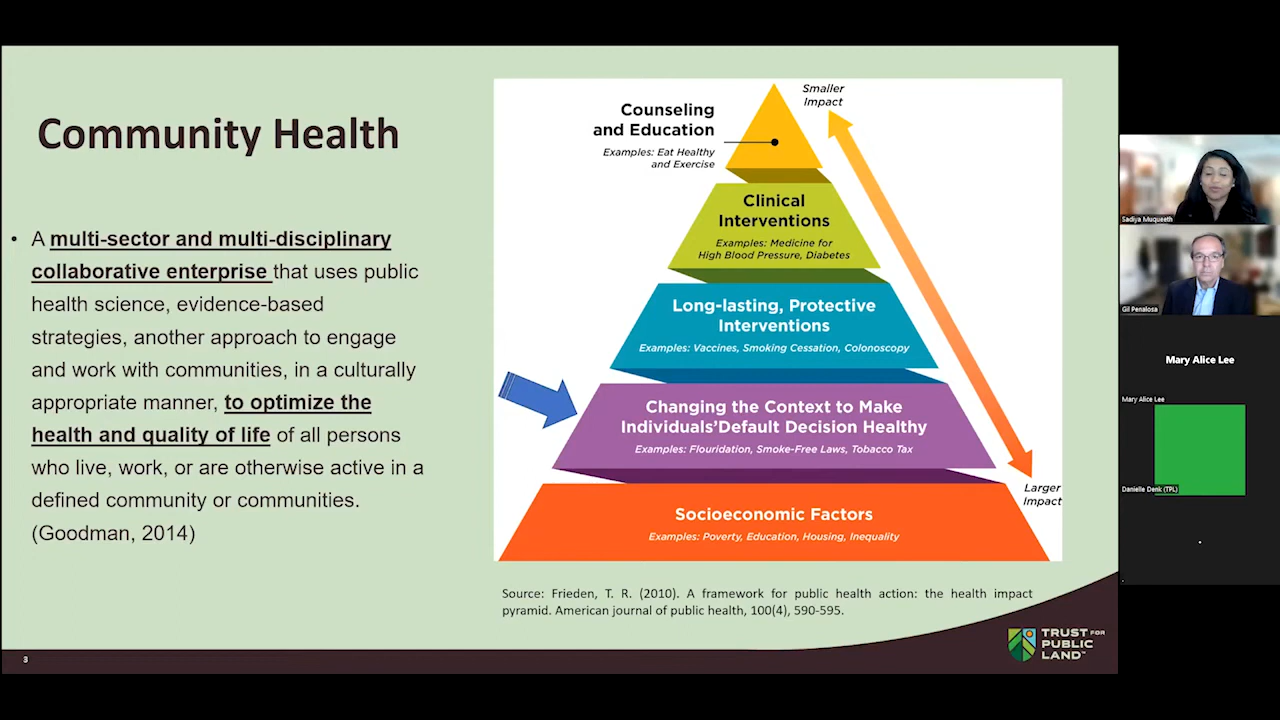 Community Health
• A multi-sector and multi-disciplinary
collaborative enterprise that uses public
health science, evidence-based
strategies, another approach to engage
and work with communities, in a culturally
appropriate manner, to optimize the
health and quality of life of all persons
who live, work, or are otherwise active in a
defined community or communities.
(Goodman, 2014)
Smaller
Impact
Counseling
and Education
Examples: Eat Healthy
and Exercise
Clinical
Interventions
Examples: Medicine for
High Blood Pressure, Diabetes
Long-lasting, Protective
Interventions
Examples: Vaccines, Smoking Cessation, Colonoscopy
Changing the Context to Make
Individuals'Default Decision Healthy
Examples: Flouridation, Smoke-Free Laws, Tobacco Tax
Larger
Impact
Socioeconomic Factors
Examples: Poverty, Education, Housing, Inequality
Source: Frieden, T. R. (2010). A framework for public health action: the health impact
pyramid. American journal of public health, 100(4), 590-595.
3
TRUST FOR
PUBLIC
LAND™
Sadiya Muqueeth
Gil Penalosa
Mary Alice Lee
Mary Alice Lee
Danielle Denk (TPL)